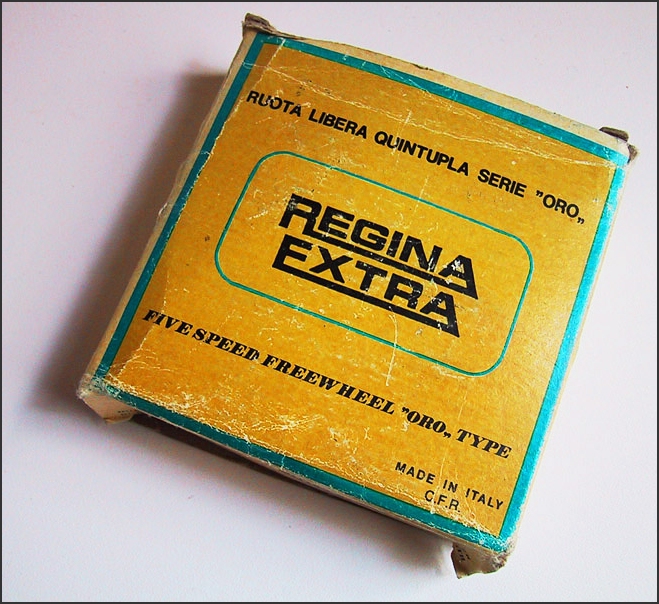 RUOTA LIBERA QUINTUPLA SERIE "ORO„
REGINA
EXTRA
FIVE SPEED FREEWHEEL "ORO„ TYPE
MADE IN ITALY
C.F.R.